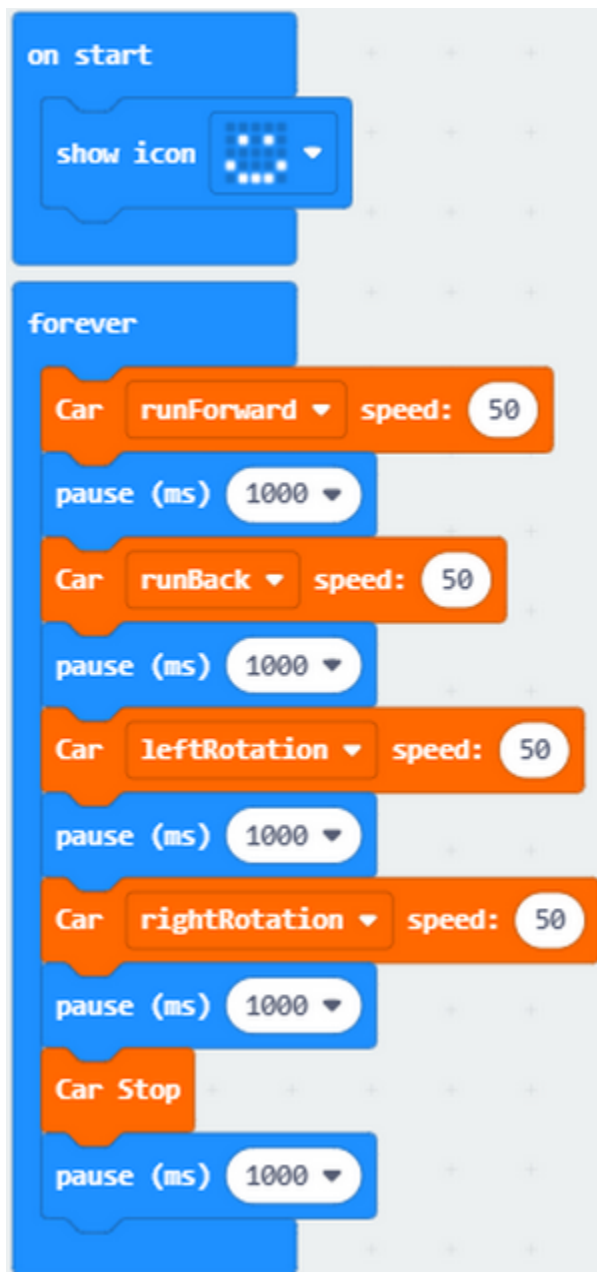 on start
show icon
forever
Car runForward speed: 50
pause (ms) 1000
Car runBack speed: 50
pause (ms) 1000
Car leftRotation speed: 50
pause (ms) 1000
Car rightRotation speed: 50
pause (ms) 1000
Car Stop
pause (ms) 1000